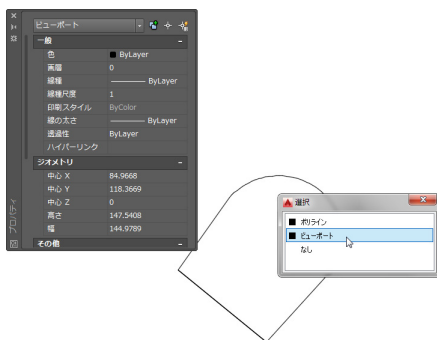 ビューポート
一般
色 ByLayer
画層 0
線種 ByLayer
線種尺度 1
印刷スタイル ByColor
線の太さ ByLayer
透過性 ByLayer
ハイパーリンク
ジオメトリ
中心 X 84.9668
中心 Y 118.3669
中心 Z 0
高さ 147.5408
幅 144.9789
その他
プロパティ
選択
ポリライン
ビューポート
なし